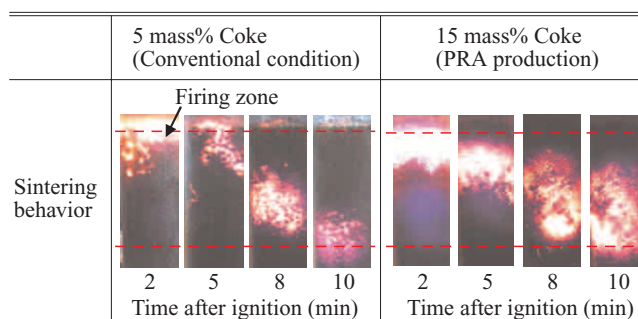 5 mass% Coke
(Conventional condition)
15 mass% Coke
(PRA production)
Firing zone
Sintering
behavior
2 5 8 10
Time after ignition (min)
2 5 8 10
Time after ignition (min)